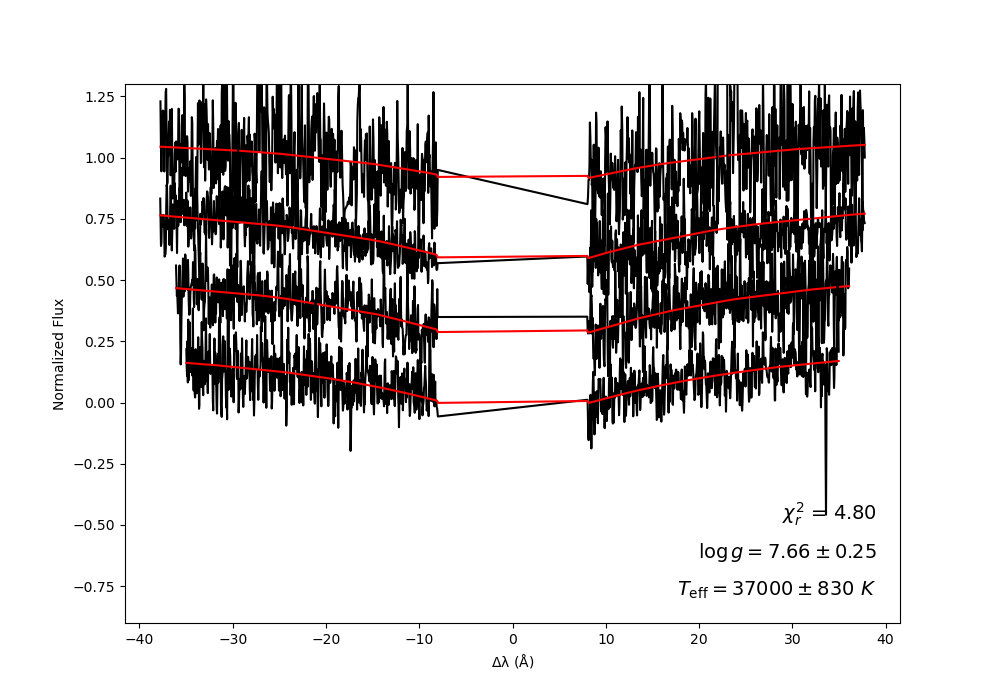 1.25
1.00
0.75
0.50
0.25
0.00
−0.25
−0.50
−0.75
Normalized Flux
χ²ᵣ = 4.80
log g = 7.66 ± 0.25
T_eff = 37000 ± 830 K
−40 −30 −20 −10 0 10 20 30 40
Δλ (Å)